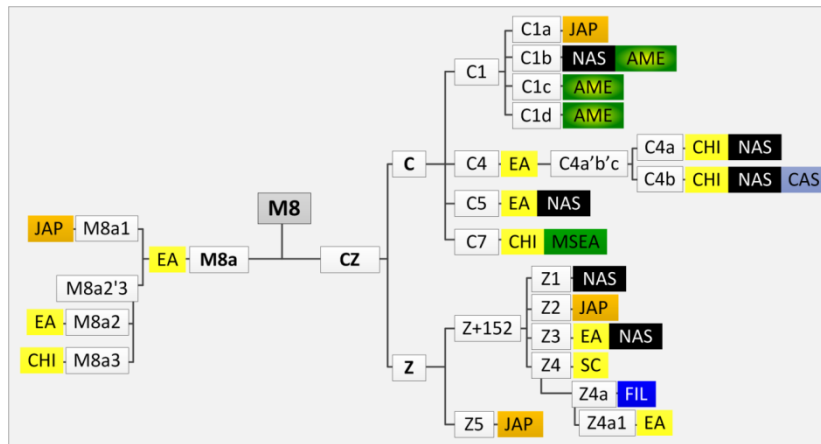 C1a JAP
C1b NAS AME
C1 C1c AME
C1d AME
C4a CHI NAS
C C4 EA C4a’b’c
C4b CHI NAS CAS
M8 C5 EA NAS
JAP M8a1
C7 CHI MSEA
EA M8a CZ
M8a2'3 Z1 NAS
EA M8a2 Z+152 Z2 JAP
Z3 EA NAS
CHI M8a3 Z Z4 SC
Z4a FIL
Z5 JAP Z4a1 EA